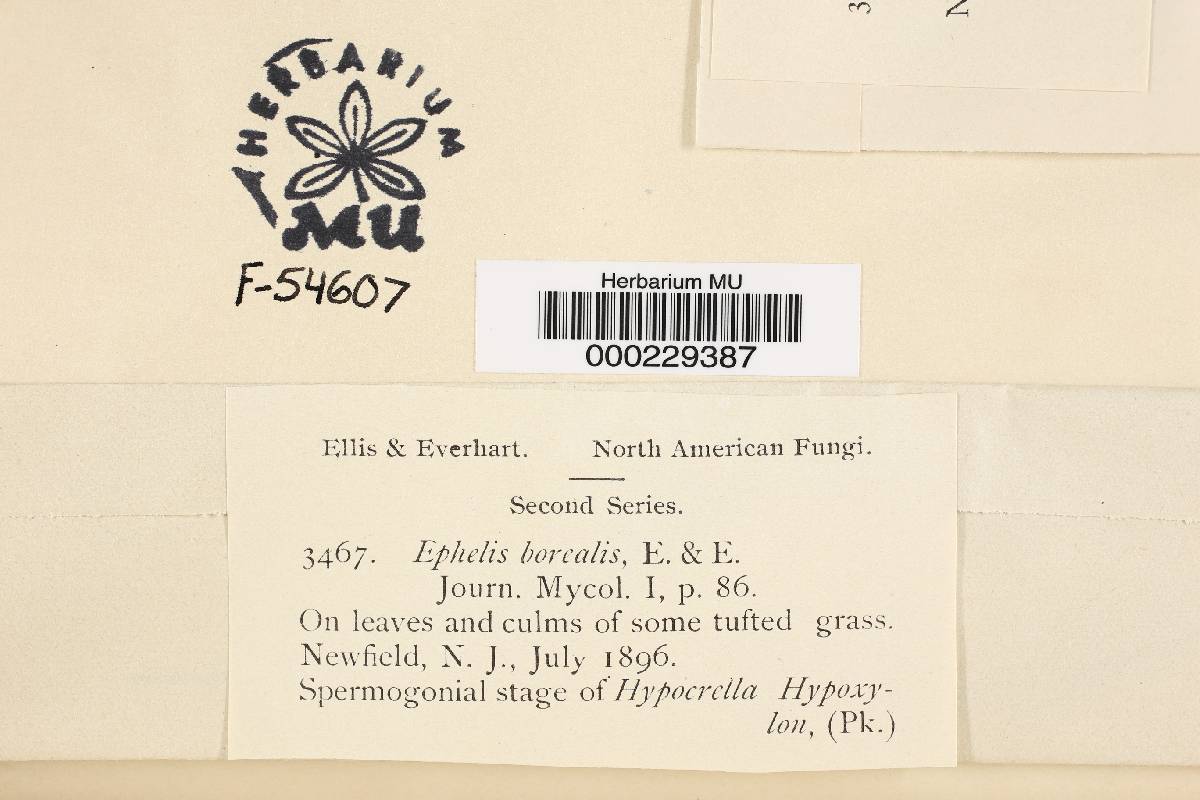 3
N
HERBARIUM
MU
F-54607
Herbarium MU
000229387
Ellis & Everhart. North American Fungi.
Second Series.
3467. Ephelis borealis, E. & E.
Journ. Mycol. I, p. 86.
On leaves and culms of some tufted grass.
Newfield, N. J., July 1896.
Spermogonial stage of Hypocrella Hypoxy-
lon, (Pk.)